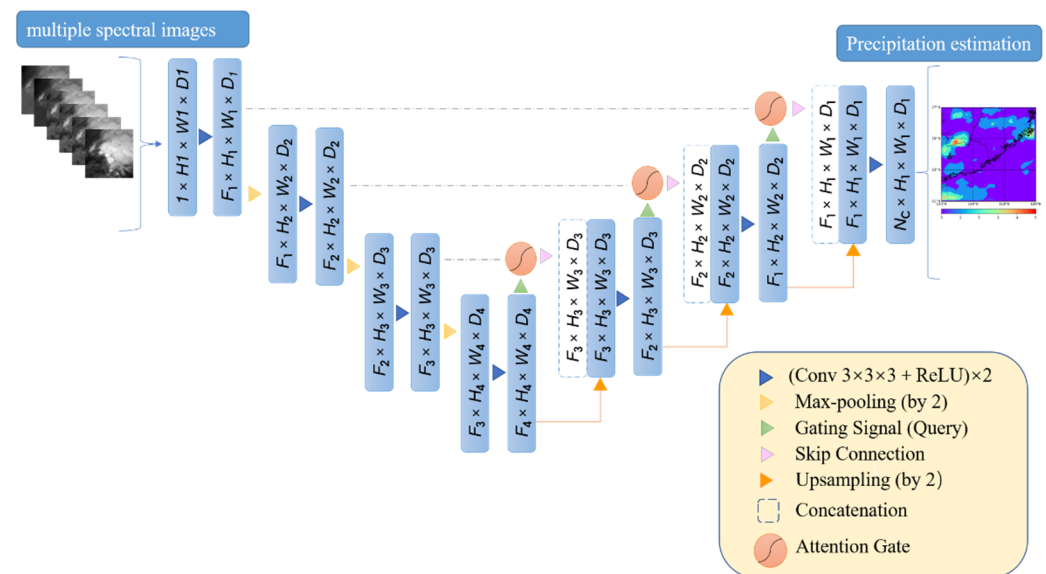 multiple spectral images
Precipitation estimation
1 × H1 × W1 × D1
F₁ × H₁ × W₁ × D₁
F₁ × H₂ × W₂ × D₂
F₂ × H₂ × W₂ × D₂
F₂ × H₃ × W₃ × D₃
F₃ × H₃ × W₃ × D₃
F₃ × H₄ × W₄ × D₄
F₄ × H₄ × W₄ × D₄
F₃ × H₃ × W₃ × D₃
F₃ × H₃ × W₃ × D₃
F₂ × H₃ × W₃ × D₃
F₂ × H₂ × W₂ × D₂
F₂ × H₂ × W₂ × D₂
F₁ × H₂ × W₂ × D₂
F₁ × H₁ × W₁ × D₁
F₁ × H₁ × W₁ × D₁
N_C × H₁ × W₁ × D₁
(Conv 3×3×3 + ReLU)×2
Max-pooling (by 2)
Gating Signal (Query)
Skip Connection
Upsampling (by 2)
Concatenation
Attention Gate